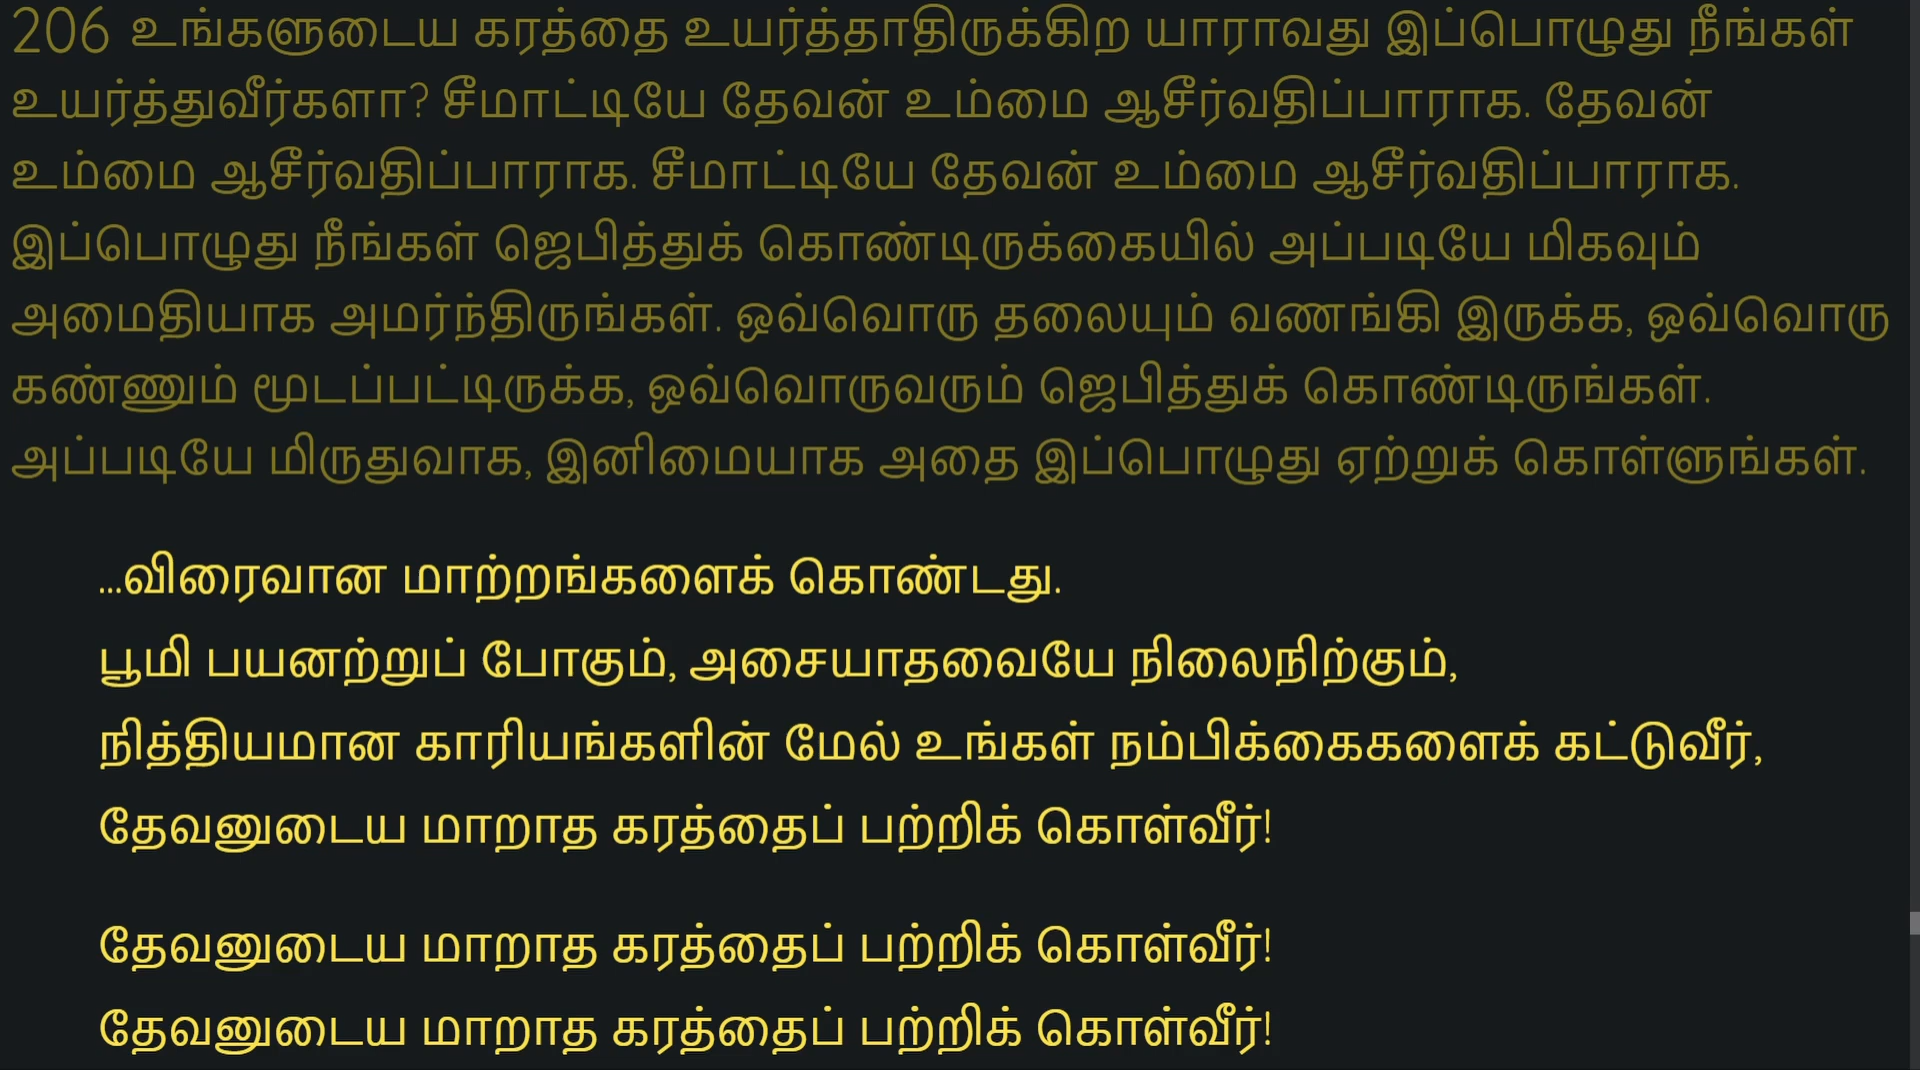 206 உங்களுடைய கரத்தை உயர்த்தாதிருக்கிற யாராவது இப்பொழுது நீங்கள்
உயர்த்துவீர்களா? சீமாட்டியே தேவன் உம்மை ஆசீர்வதிப்பாராக. தேவன்
உம்மை ஆசீர்வதிப்பாராக. சீமாட்டியே தேவன் உம்மை ஆசீர்வதிப்பாராக.
இப்பொழுது நீங்கள் ஜெபித்துக் கொண்டிருக்கையில் அப்படியே மிகவும்
அமைதியாக அமர்ந்திருங்கள். ஒவ்வொரு தலையும் வணங்கி இருக்க, ஒவ்வொரு
கண்ணும் மூடப்பட்டிருக்க, ஒவ்வொருவரும் ஜெபித்துக் கொண்டிருங்கள்.
அப்படியே மிருதுவாக, இனிமையாக அதை இப்பொழுது ஏற்றுக் கொள்ளுங்கள்.
...விரைவான மாற்றங்களைக் கொண்டது.
பூமி பயனற்றுப் போகும், அசையாதவையே நிலைநிற்கும்,
நித்தியமான காரியங்களின் மேல் உங்கள் நம்பிக்கைகளைக் கட்டுவீர்,
தேவனுடைய மாறாத கரத்தைப் பற்றிக் கொள்வீர்!
தேவனுடைய மாறாத கரத்தைப் பற்றிக் கொள்வீர்!
தேவனுடைய மாறாத கரத்தைப் பற்றிக் கொள்வீர்!